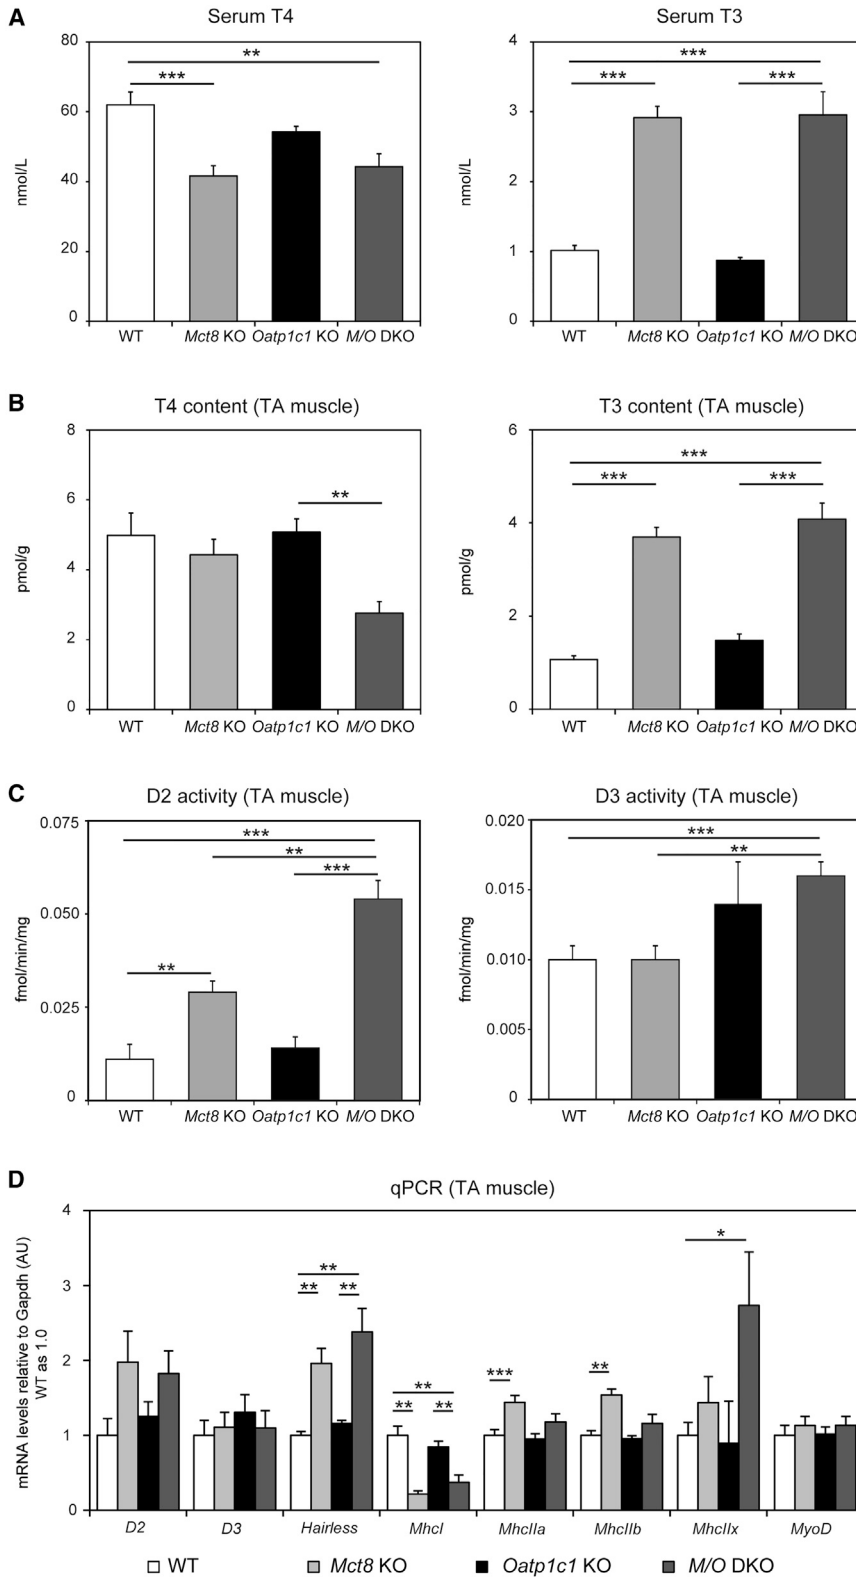 A
Serum T4
Serum T3
80
60
40
20
0
nmol/L
**
***
WT
Mct8 KO
Oatp1c1 KO
M/O DKO
4
3
2
1
0
nmol/L
***
***
***
WT
Mct8 KO
Oatp1c1 KO
M/O DKO
B
T4 content (TA muscle)
T3 content (TA muscle)
8
6
4
2
0
pmol/g
**
WT
Mct8 KO
Oatp1c1 KO
M/O DKO
6
4
2
0
pmol/g
***
***
***
WT
Mct8 KO
Oatp1c1 KO
M/O DKO
C
D2 activity (TA muscle)
D3 activity (TA muscle)
0.075
0.050
0.025
0
fmol/min/mg
***
**
***
**
WT
Mct8 KO
Oatp1c1 KO
M/O DKO
0.020
0.015
0.010
0.005
0
fmol/min/mg
***
**
WT
Mct8 KO
Oatp1c1 KO
M/O DKO
D
qPCR (TA muscle)
4
3
2
1
0
mRNA levels relative to Gapdh (AU)
WT as 1.0
**
**
**
**
**
**
***
**
*
D2
D3
Hairless
MhcI
MhcIIa
MhcIIb
MhcIIx
MyoD
WT
Mct8 KO
Oatp1c1 KO
M/O DKO